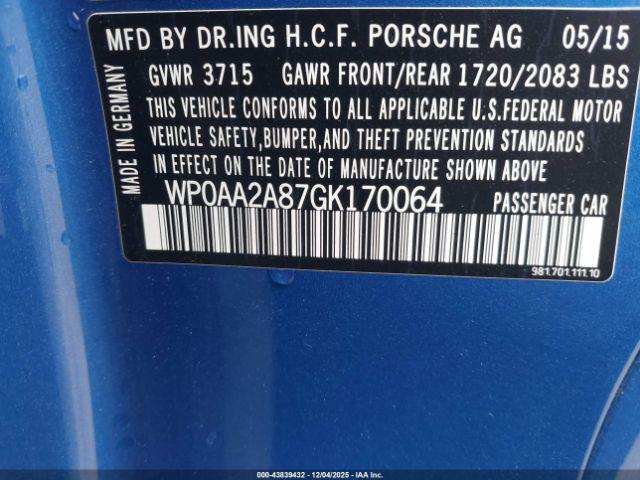 MFD BY DR.ING H.C.F. PORSCHE AG 05/15
GVWR 3715 GAWR FRONT/REAR 1720/2083 LBS
THIS VEHICLE CONFORMS TO ALL APPLICABLE U.S.FEDERAL MOTOR
VEHICLE SAFETY,BUMPER,AND THEFT PREVENTION STANDARDS
IN EFFECT ON THE DATE OF MANUFACTURE SHOWN ABOVE
WP0AA2A87GK170064 PASSENGER CAR
981.701.111.10
MADE IN GERMANY
000-43839432 • 12/04/2025 • IAAI.COM